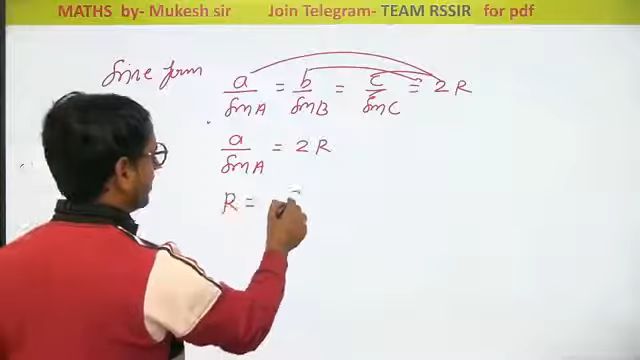 MATHS by- Mukesh sir Join Telegram- TEAM RSSIR for pdf
Sine form a/SinA = b/SinB = c/SinC = 2R
a/SinA = 2R
R =